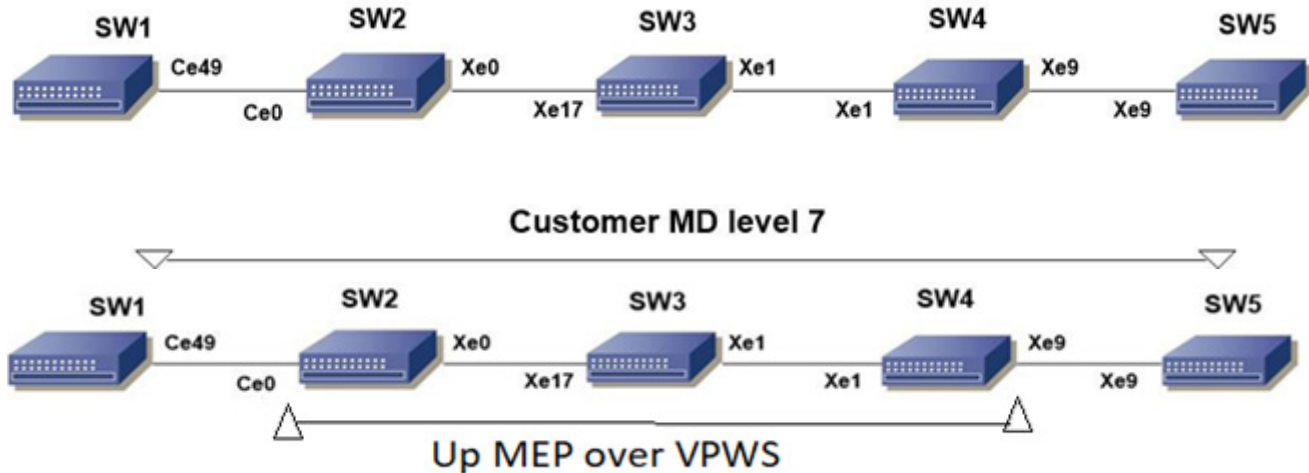 SW1 SW2 SW3 SW4 SW5
Ce49 Xe0 Xe1 Xe9
Ce0 Xe17 Xe1 Xe9
Customer MD level 7
SW1 SW2 SW3 SW4 SW5
Ce49 Xe0 Xe1 Xe9
Ce0 Xe17 Xe1 Xe9
Up MEP over VPWS